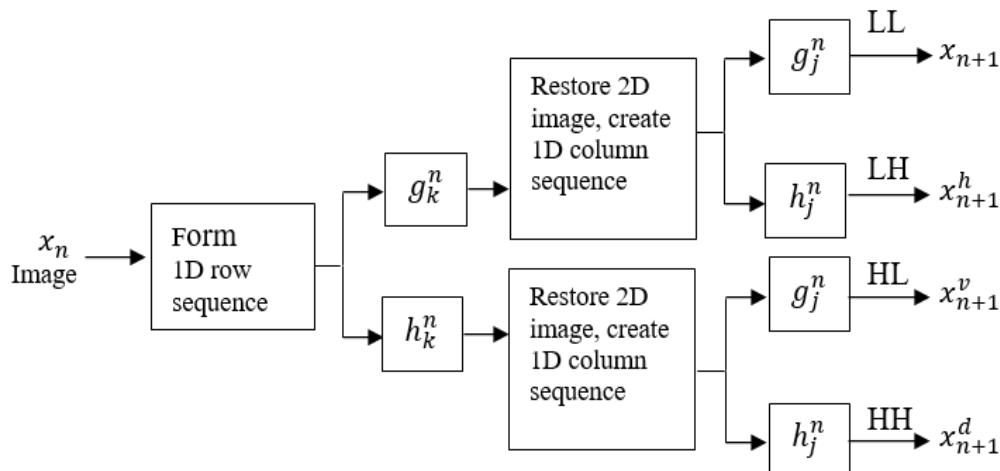 LL
g_j^n
x_{n+1}
Restore 2D
image, create
1D column
sequence
g_k^n
LH
h_j^n
x_{n+1}^h
x_n
Image
Form
1D row
sequence
HL
g_j^n
x_{n+1}^v
Restore 2D
image, create
1D column
sequence
h_k^n
HH
h_j^n
x_{n+1}^d